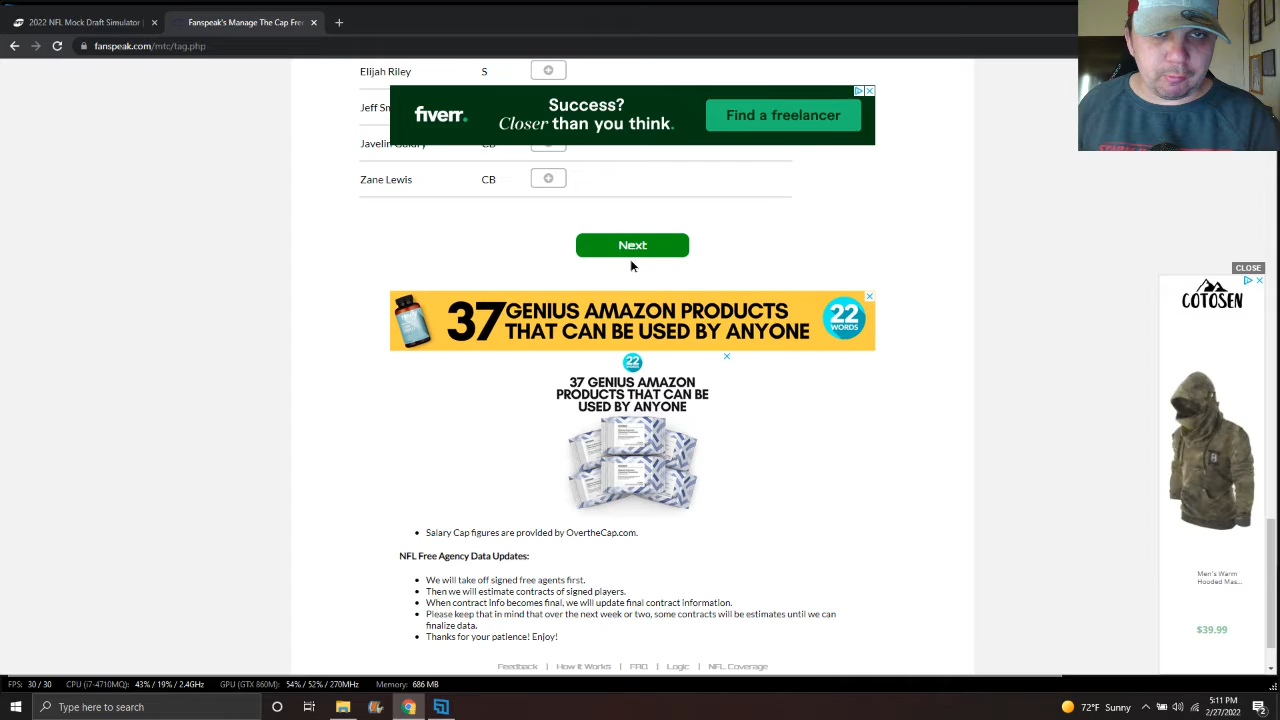 2022 NFL Mock Draft Simulator |
Fanspeak's Manage The Cap Fre
fanspeak.com/mtc/tag.php
Elijah Riley S
Jeff Sm
fiverr.
Success?
Closer than you think.
Find a freelancer
Javelin CB
Zane Lewis CB
Next
CLOSE
37 GENIUS AMAZON PRODUCTS
THAT CAN BE USED BY ANYONE
22
WORDS
COTOSEN
22
WORDS
37 GENIUS AMAZON
PRODUCTS THAT CAN BE
USED BY ANYONE
Men's Warm
Hooded Mas...
$39.99
• Salary Cap figures are provided by OvertheCap.com.
NFL Free Agency Data Updates:
• We will take off signed free agents first.
• Then we will estimate contracts of signed players.
• When contract info becomes final, we will update final contract information.
• Please keep that in mind that over the next week or two, some contracts will be estimates until we can
finalize data.
• Thanks for your patience! Enjoy!
Feedback | How It Works | FAQ | Logic | NFL Coverage
FPS: 30 / 30 CPU (i7-4710MQ): 43% / 19% / 2.4GHz GPU (GTX 860M): 54% / 52% / 270MHz Memory: 686 MB
Type here to search
72°F Sunny
5:11 PM
2/27/2022
2